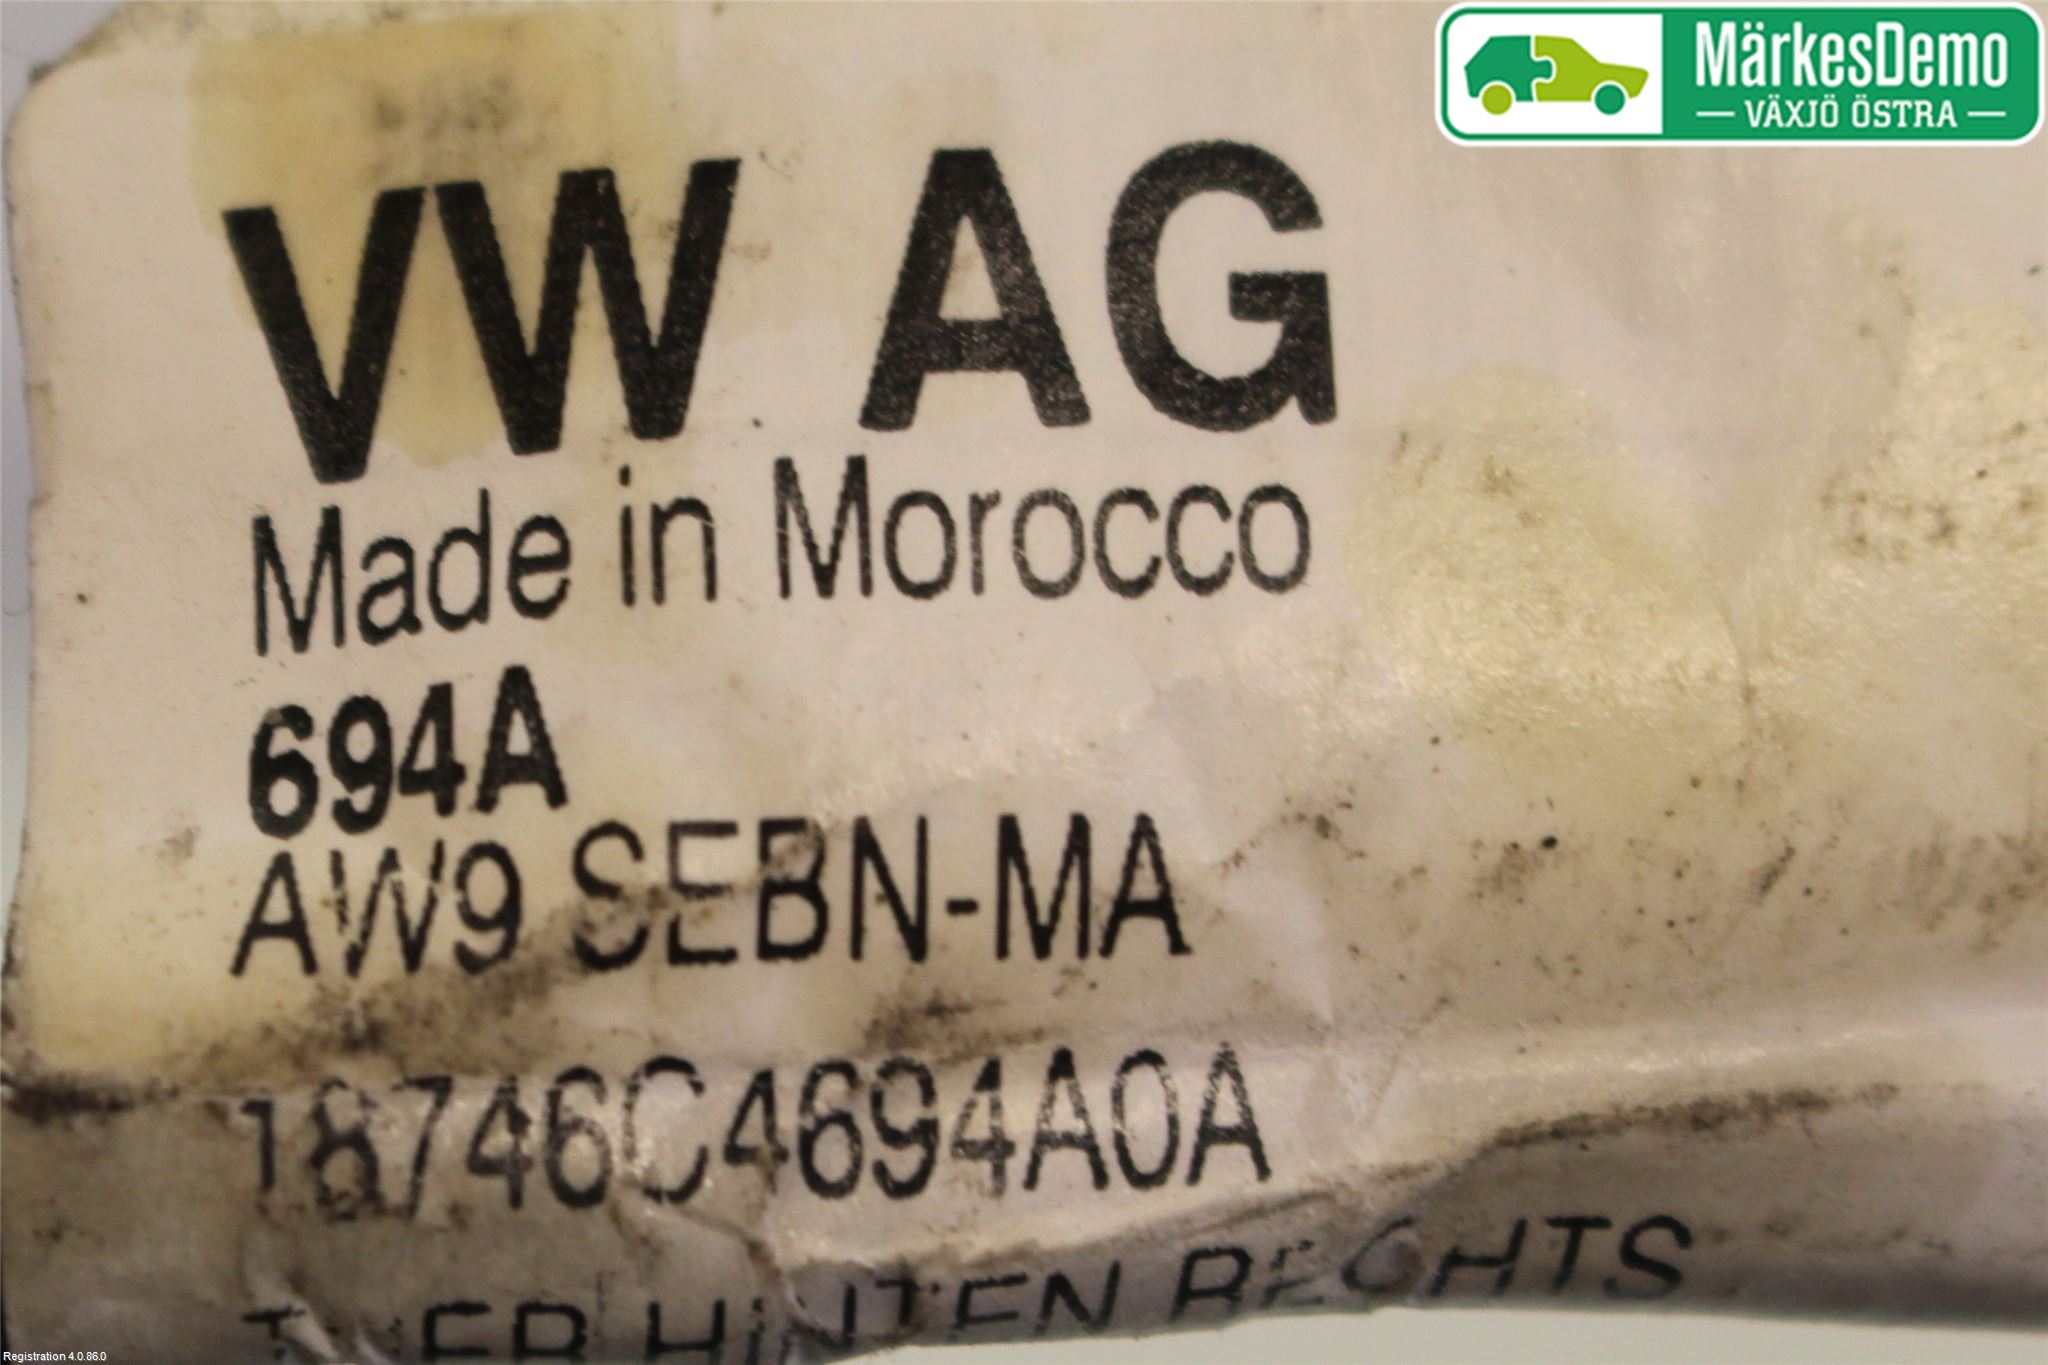 MärkesDemo
VÄXJÖ ÖSTRA
VW AG
Made in Morocco
694A
AW9 SEBN-MA
18746C4694A0A
HINTEN RECHTS
Registration 4.0.86.0